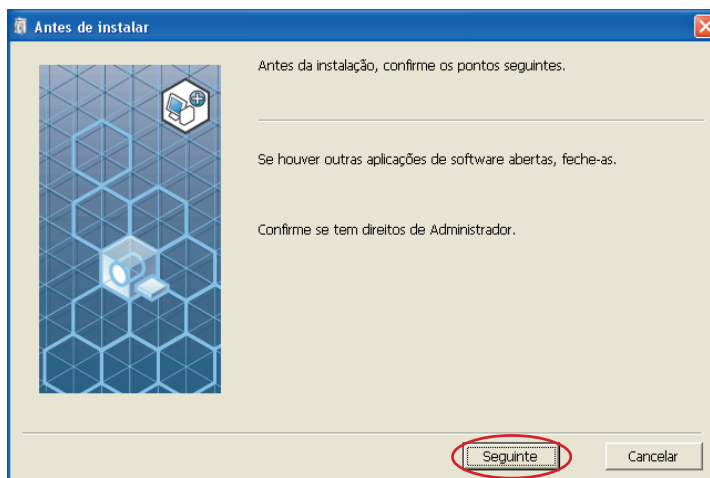 Antes de instalar
Antes da instalação, confirme os pontos seguintes.
Se houver outras aplicações de software abertas, feche-as.
Confirme se tem direitos de Administrador.
Seguinte
Cancelar